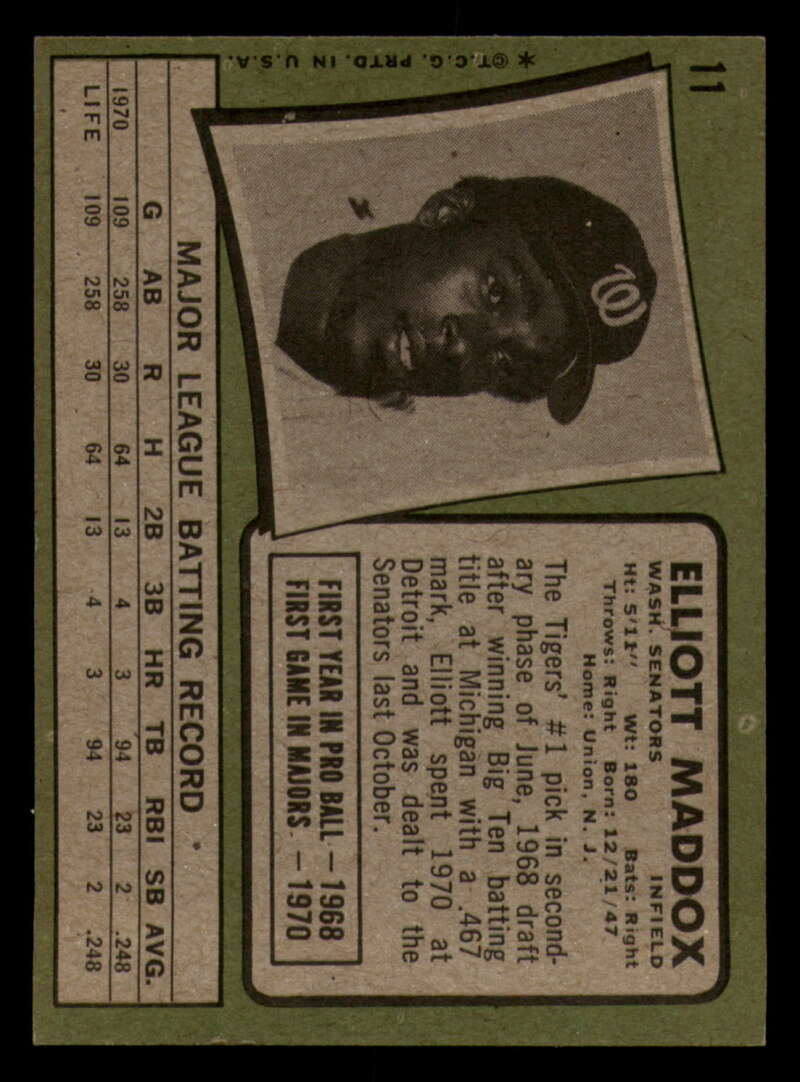 11
ELLIOTT MADDOX
WASH. SENATORS INFIELD
Ht: 5'11" Wt: 180 Bats: Right
Throws: Right Born: 12/21/47
Home: Union, N. J.
The Tigers' #1 pick in second-
ary phase of June, 1968 draft
after winning Big Ten batting
title at Michigan with a .467
mark, Elliott spent 1970 at
Detroit and was dealt to the
Senators last October.
FIRST YEAR IN PRO BALL — 1968
FIRST GAME IN MAJORS — 1970
W
MAJOR LEAGUE BATTING RECORD
G AB R H 2B 3B HR TB RBI SB AVG.
1970 109 258 30 64 13 4 3 94 23 2 .248
LIFE 109 258 30 64 13 4 3 94 23 2 .248
* ©T.C.G. PRTD. IN U.S.A.